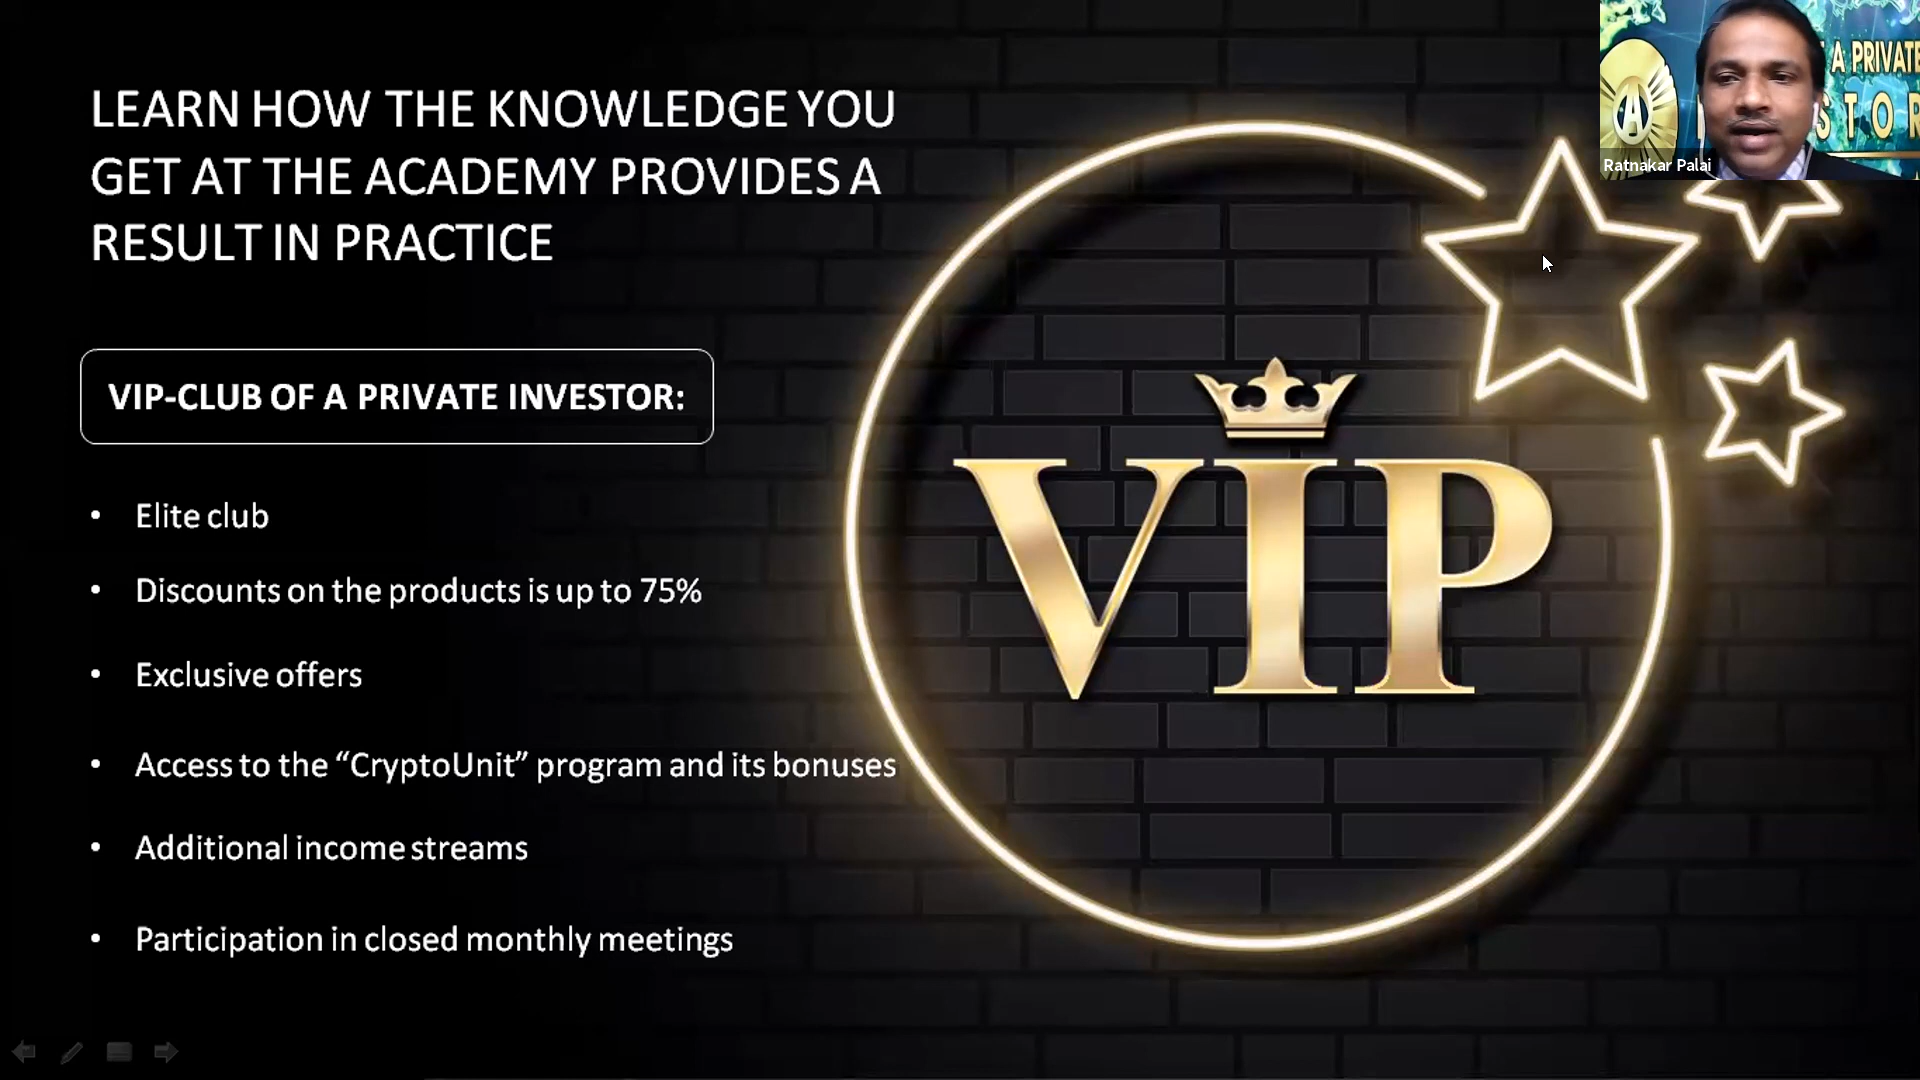 LEARN HOW THE KNOWLEDGE YOU
GET AT THE ACADEMY PROVIDES A
RESULT IN PRACTICE
VIP-CLUB OF A PRIVATE INVESTOR:
• Elite club
• Discounts on the products is up to 75%
• Exclusive offers
• Access to the “CryptoUnit” program and its bonuses
• Additional income streams
• Participation in closed monthly meetings
VIP
A PRIVATE
STOR
A
Ratnakar Palai